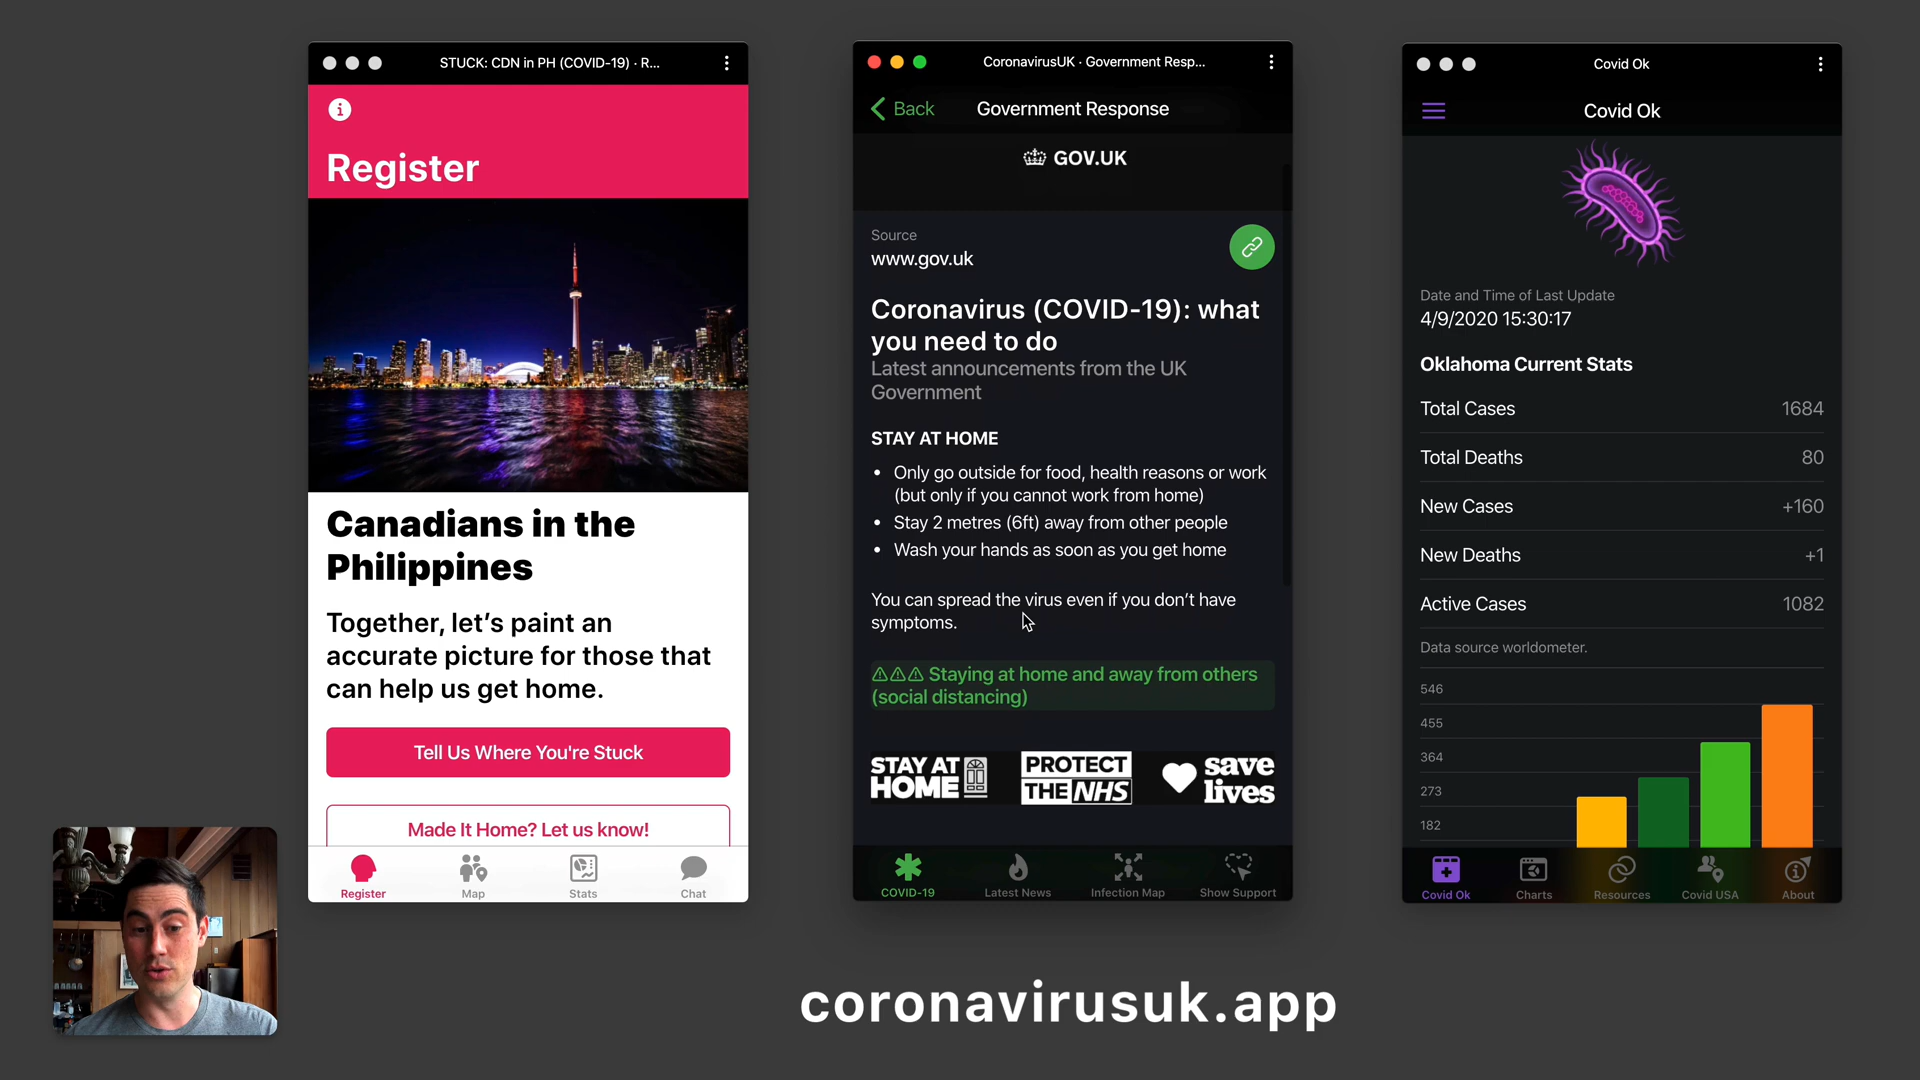 STUCK: CDN in PH (COVID-19) · R...
Register
Canadians in the
Philippines
Together, let's paint an
accurate picture for those that
can help us get home.
Tell Us Where You're Stuck
Made It Home? Let us know!
Register
Map
Stats
Chat
CoronavirusUK · Government Resp...
Back
Government Response
GOV.UK
Source
www.gov.uk
Coronavirus (COVID-19): what
you need to do
Latest announcements from the UK
Government
STAY AT HOME
• Only go outside for food, health reasons or work
(but only if you cannot work from home)
• Stay 2 metres (6ft) away from other people
• Wash your hands as soon as you get home
You can spread the virus even if you don't have
symptoms.
Staying at home and away from others
(social distancing)
STAY AT
HOME
PROTECT
THE NHS
save
lives
COVID-19
Latest News
Infection Map
Show Support
Covid Ok
Covid Ok
Date and Time of Last Update
4/9/2020 15:30:17
Oklahoma Current Stats
Total Cases 1684
Total Deaths 80
New Cases +160
New Deaths +1
Active Cases 1082
Data source worldometer.
546
455
364
273
182
Covid Ok
Charts
Resources
Covid USA
About
coronavirusuk.app